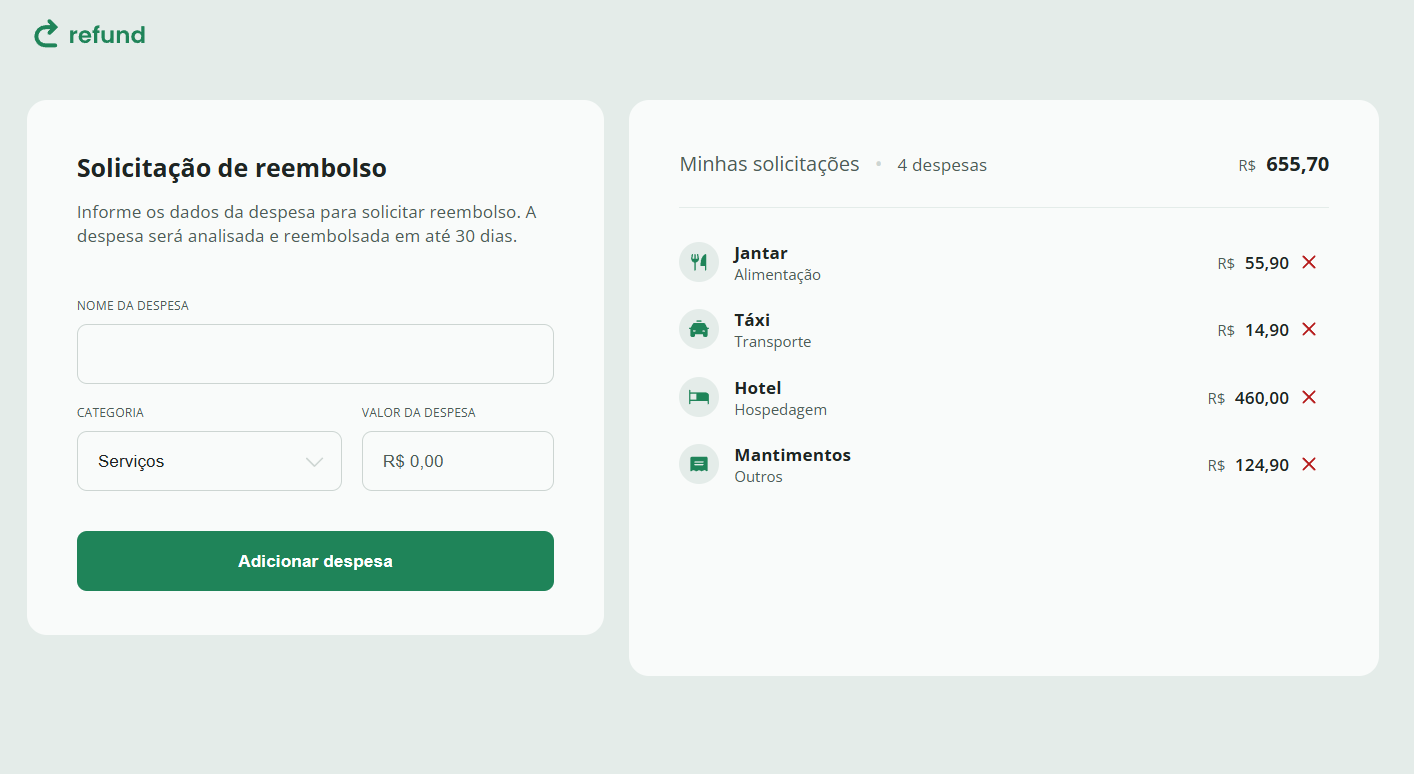 refund
Solicitação de reembolso
Informe os dados da despesa para solicitar reembolso. A
despesa será analisada e reembolsada em até 30 dias.
NOME DA DESPESA
CATEGORIA
VALOR DA DESPESA
Serviços
R$ 0,00
Adicionar despesa
Minhas solicitações • 4 despesas
R$ 655,70
Jantar
Alimentação
R$ 55,90
Táxi
Transporte
R$ 14,90
Hotel
Hospedagem
R$ 460,00
Mantimentos
Outros
R$ 124,90